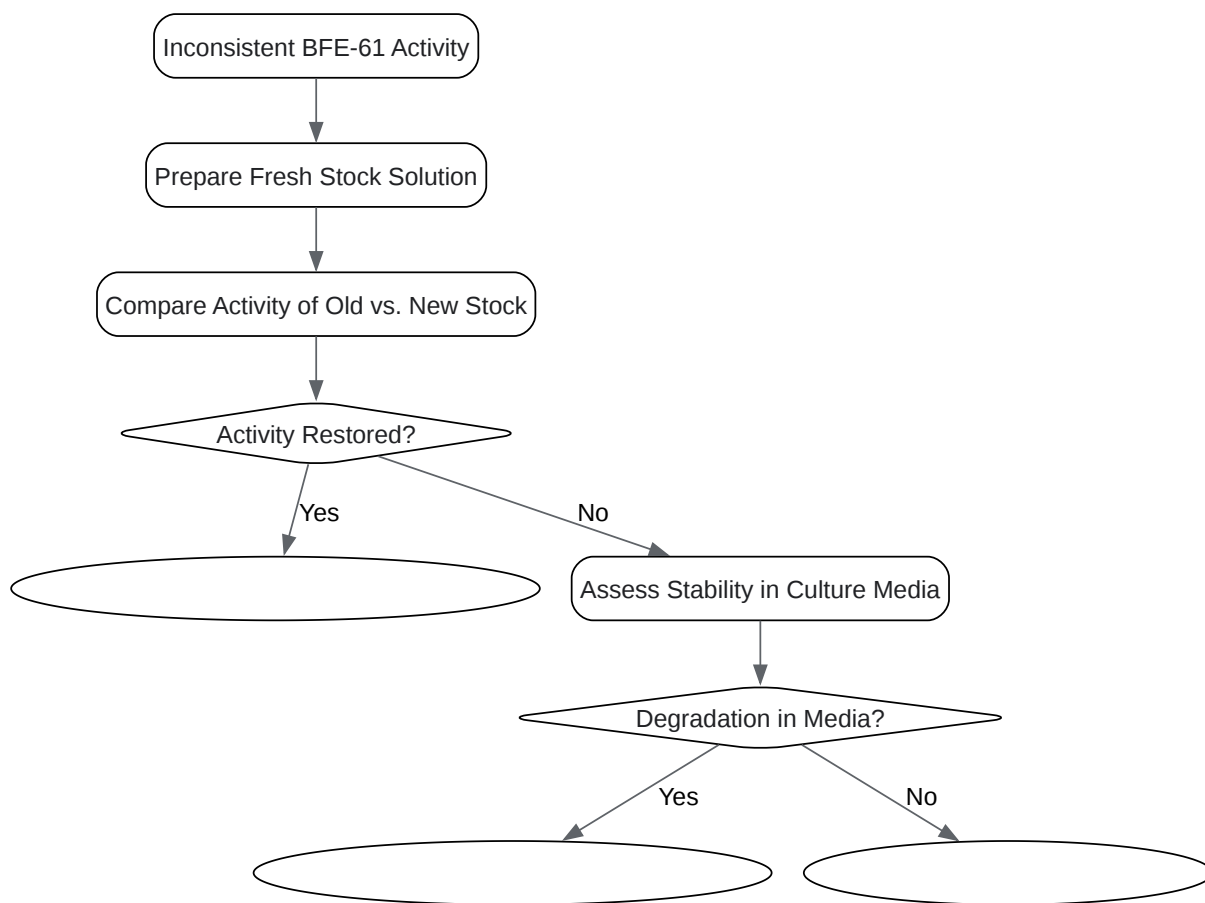 Inconsistent BFE-61 Activity
Prepare Fresh Stock Solution
Compare Activity of Old vs. New Stock
Activity Restored?
Yes
No
Assess Stability in Culture Media
Degradation in Media?
Yes
No